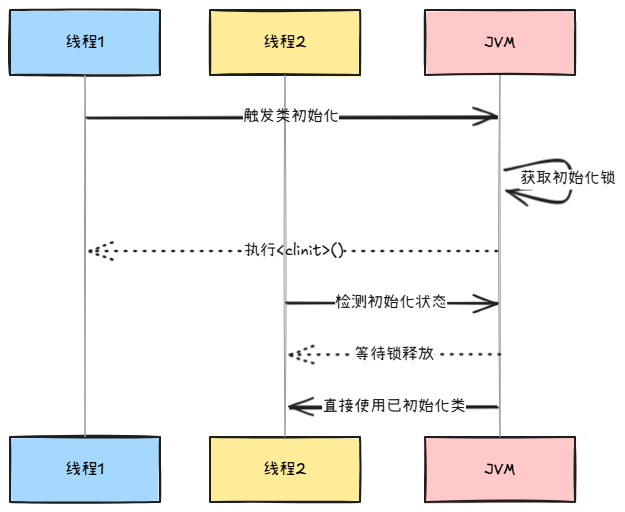 线程1
线程2
JVM
触发类初始化
获取初始化锁
执行<clinit>()
检测初始化状态
等待锁释放
直接使用已初始化类
线程1
线程2
JVM